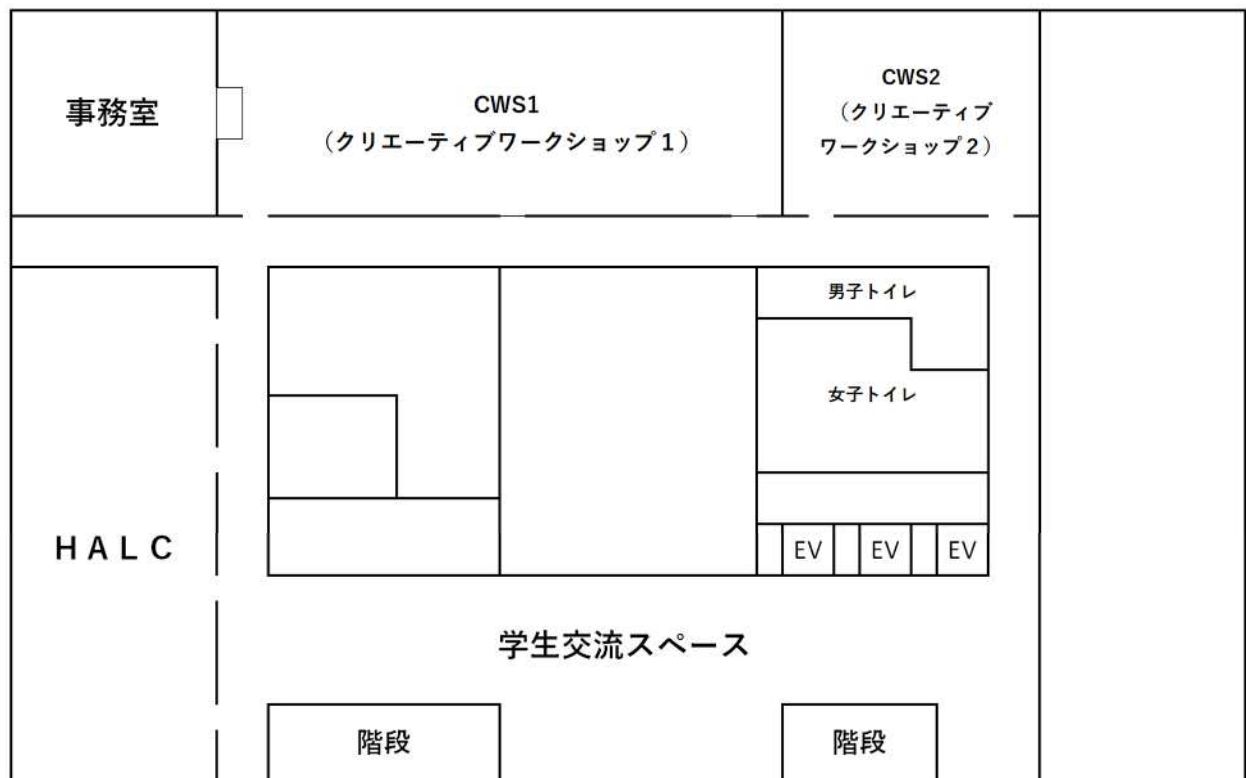 事務室
CWS1
（クリエーティブワークショップ１）
CWS2
（クリエーティブ
ワークショップ２）
男子トイレ
女子トイレ
ＨＡＬＣ
EV
EV
EV
学生交流スペース
階段
階段